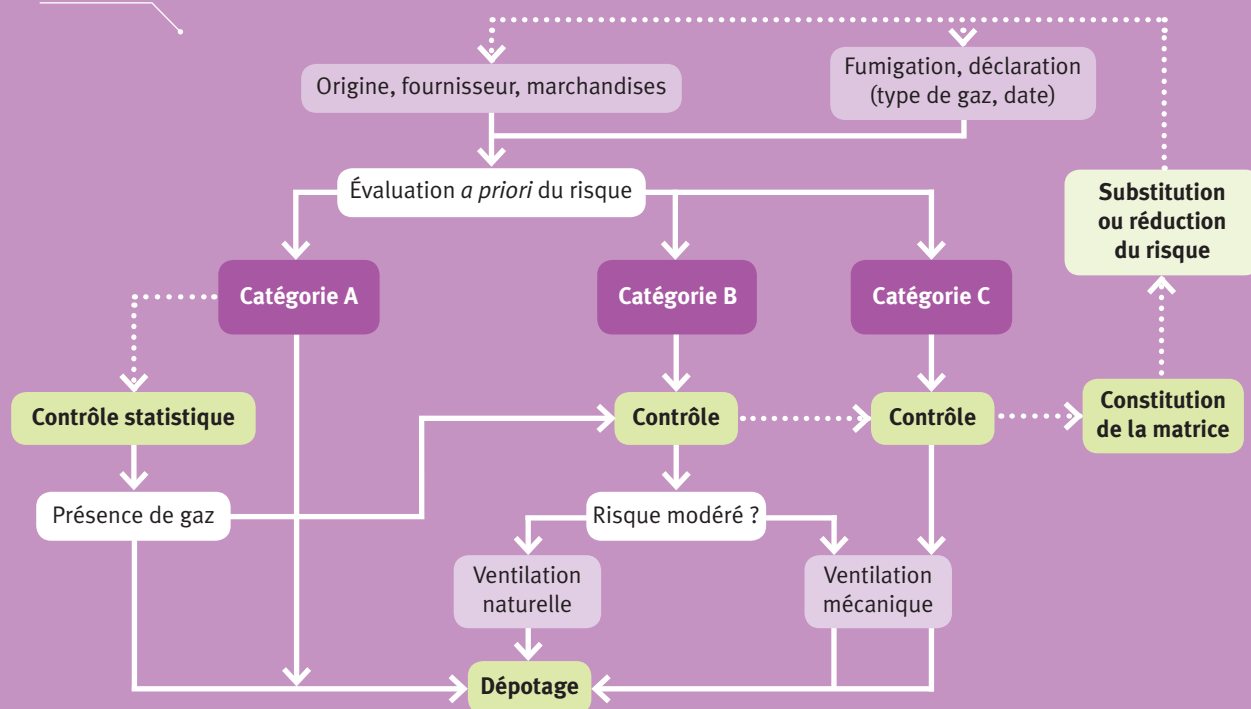 Origine, fournisseur, marchandises
Fumigation, déclaration
(type de gaz, date)
Évaluation a priori du risque
Substitution
ou réduction
du risque
Catégorie A
Catégorie B
Catégorie C
Contrôle statistique
Contrôle
Contrôle
Constitution
de la matrice
Présence de gaz
Risque modéré ?
Ventilation
naturelle
Ventilation
mécanique
Dépotage